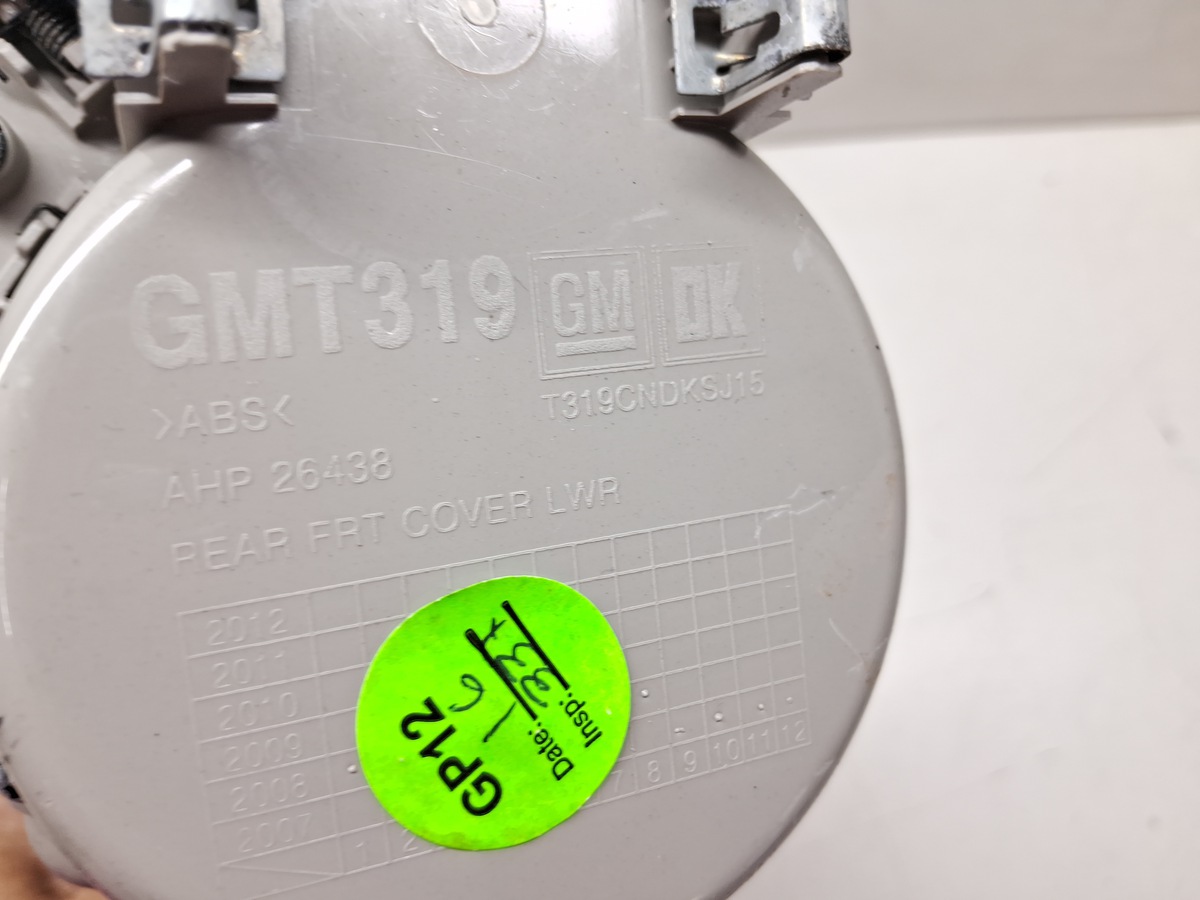 GMT319 GM DK
>ABS< T319CNDKSJ15
AHP 26438
REAR FRT COVER LWR
2012
2011
2010
2009
2008
2007
1 2 7 8 9 10 11 12
GP12
Date:
Insp: 33